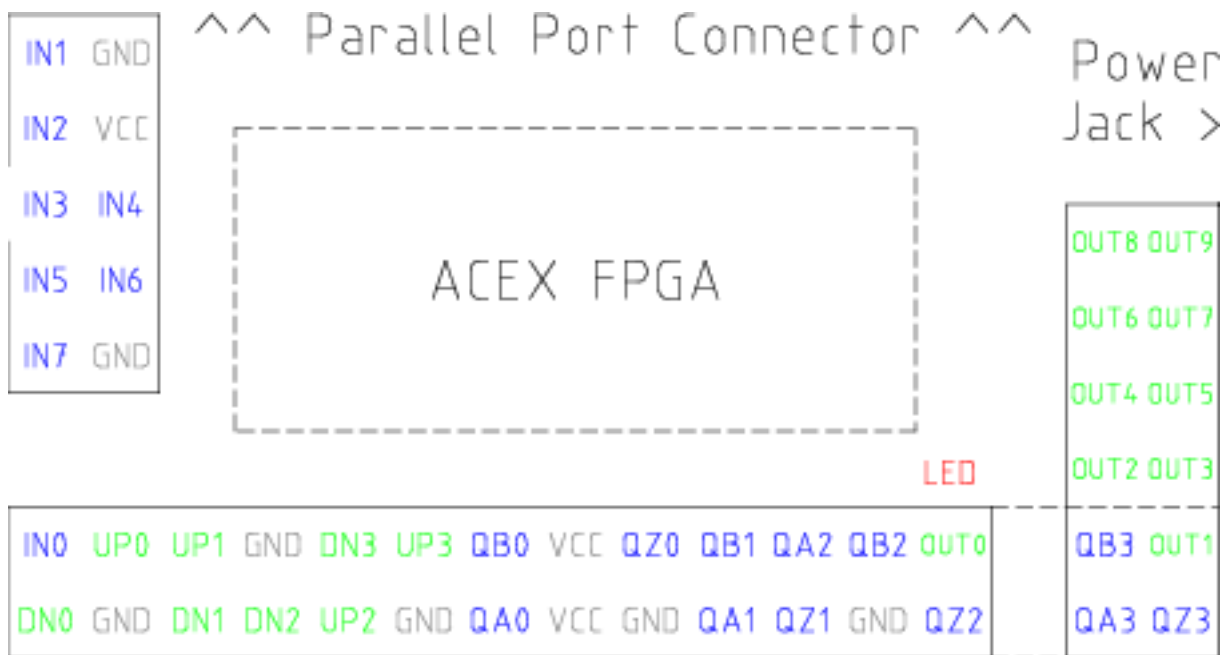 ^^ Parallel Port Connector ^^
Power
Jack >
IN1 GND
IN2 VCC
IN3 IN4
IN5 IN6
IN7 GND
ACEX FPGA
LED
OUT8 OUT9
OUT6 OUT7
OUT4 OUT5
OUT2 OUT3
IN0 UP0 UP1 GND DN3 UP3 QB0 VCC QZ0 QB1 QA2 QB2 OUT0
DN0 GND DN1 DN2 UP2 GND QA0 VCC GND QA1 QZ1 GND QZ2
QB3 OUT1
QA3 QZ3